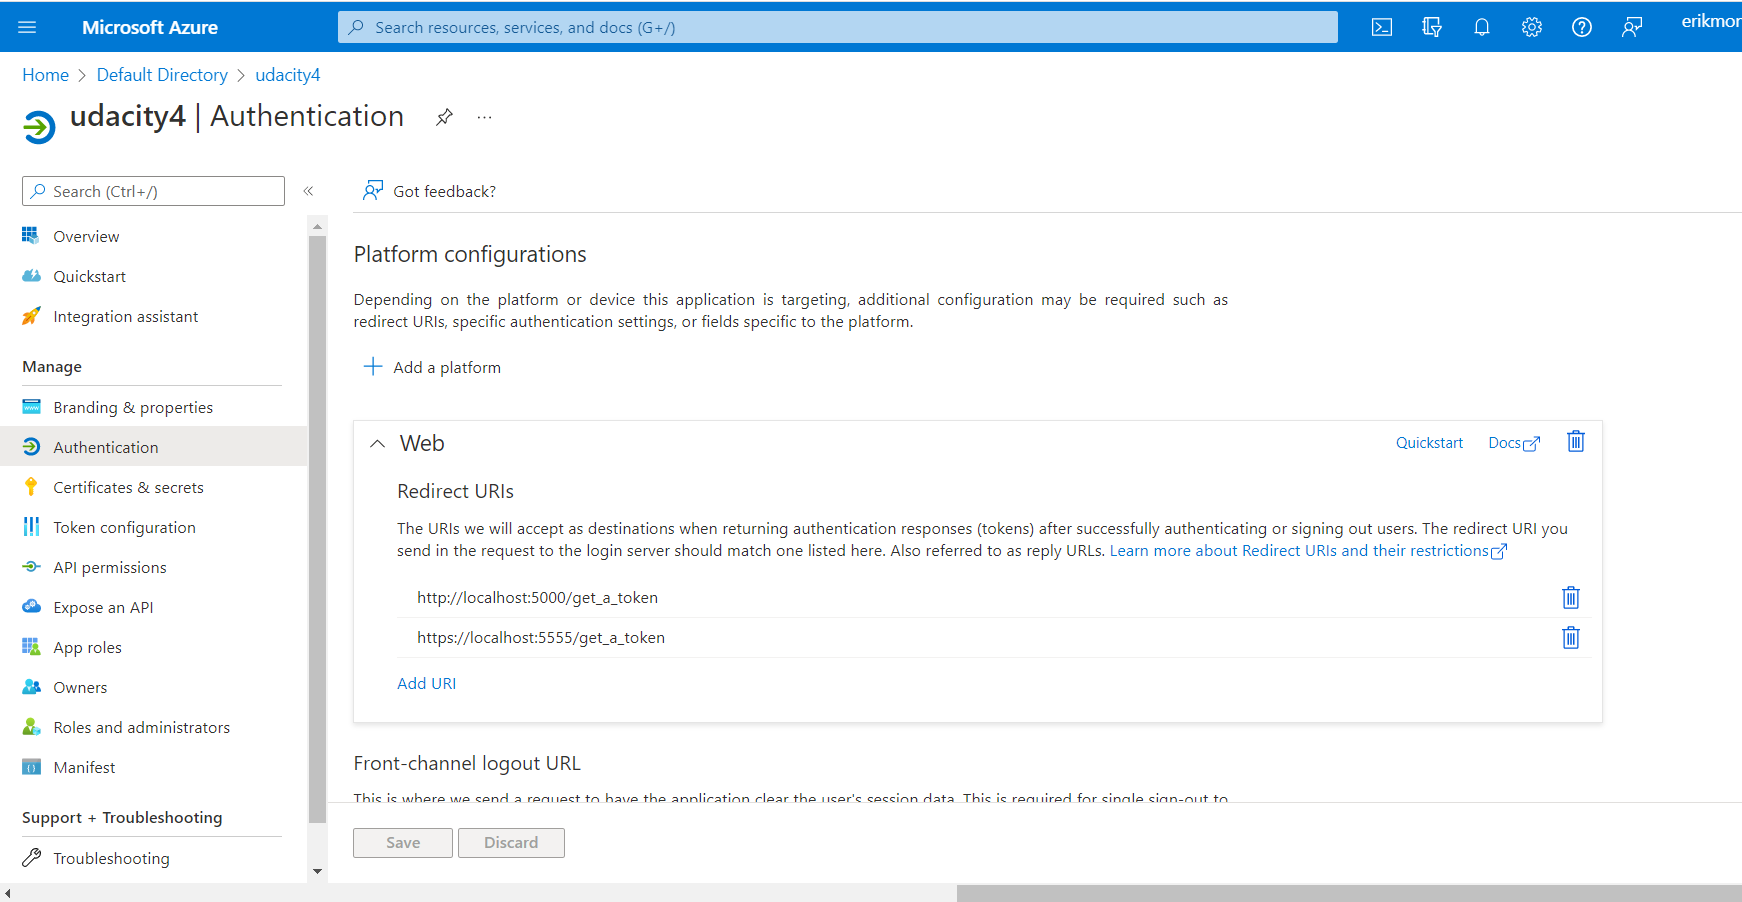 Microsoft Azure
Search resources, services, and docs (G+/)
erikmor
Home > Default Directory > udacity4
udacity4 | Authentication
Search (Ctrl+/)
Got feedback?
Overview
Quickstart
Integration assistant
Manage
Branding & properties
Authentication
Certificates & secrets
Token configuration
API permissions
Expose an API
App roles
Owners
Roles and administrators
Manifest
Support + Troubleshooting
Troubleshooting
Platform configurations
Depending on the platform or device this application is targeting, additional configuration may be required such as
redirect URIs, specific authentication settings, or fields specific to the platform.
Add a platform
Web
Quickstart
Docs
Redirect URIs
The URIs we will accept as destinations when returning authentication responses (tokens) after successfully authenticating or signing out users. The redirect URI you
send in the request to the login server should match one listed here. Also referred to as reply URLs. Learn more about Redirect URIs and their restrictions
http://localhost:5000/get_a_token
https://localhost:5555/get_a_token
Add URI
Front-channel logout URL
This is where we send a request to have the application clear the user's session data. This is required for single sign-out to
Save
Discard